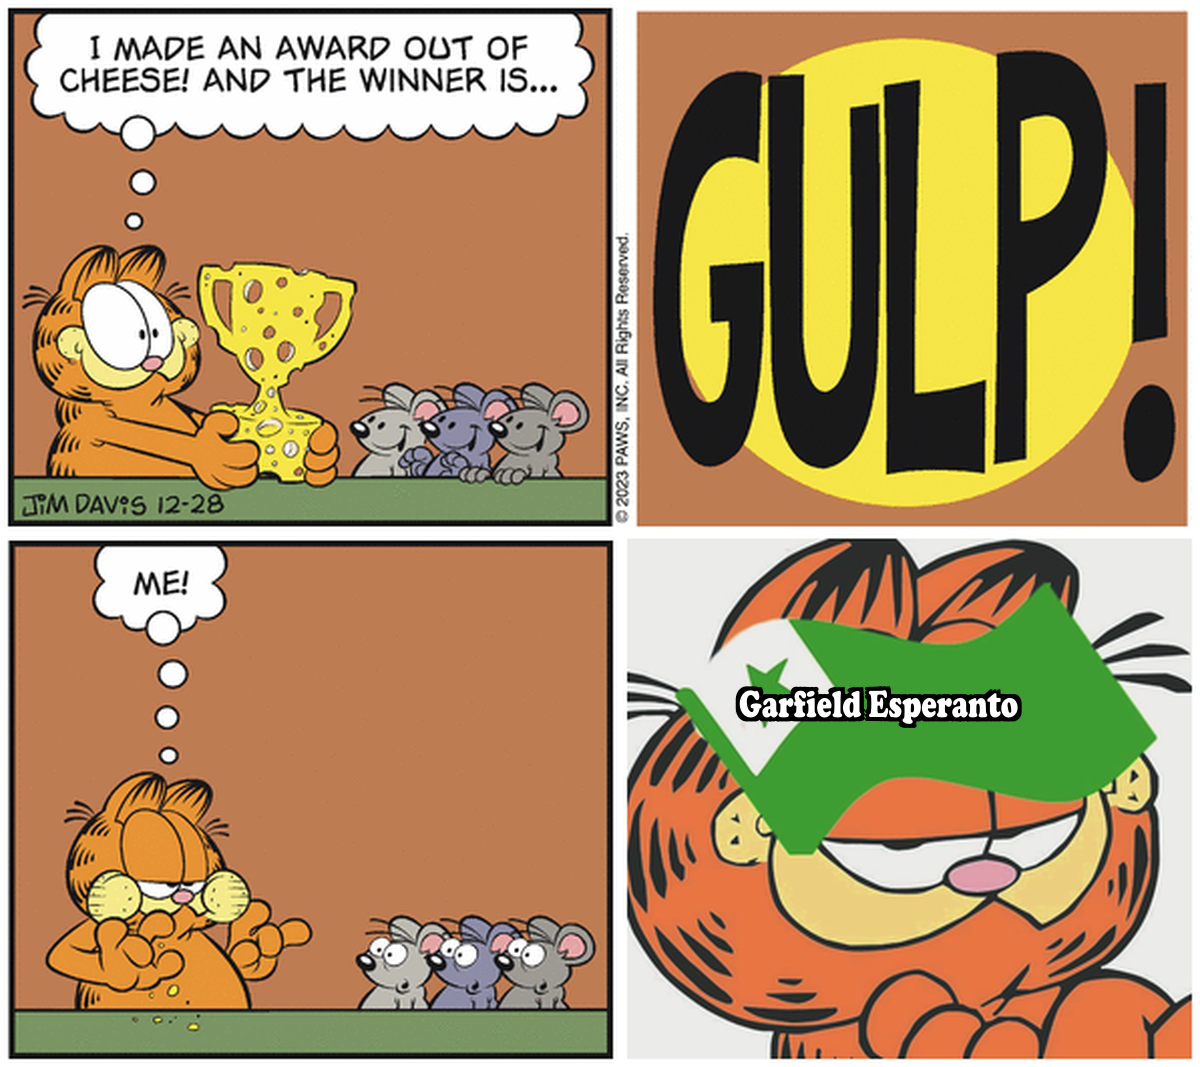 I MADE AN AWARD OUT OF
CHEESE! AND THE WINNER IS...
JIM DAVIS 12-28
© 2023 PAWS, INC. All Rights Reserved.
GULP!
ME!
Garfield Esperanto